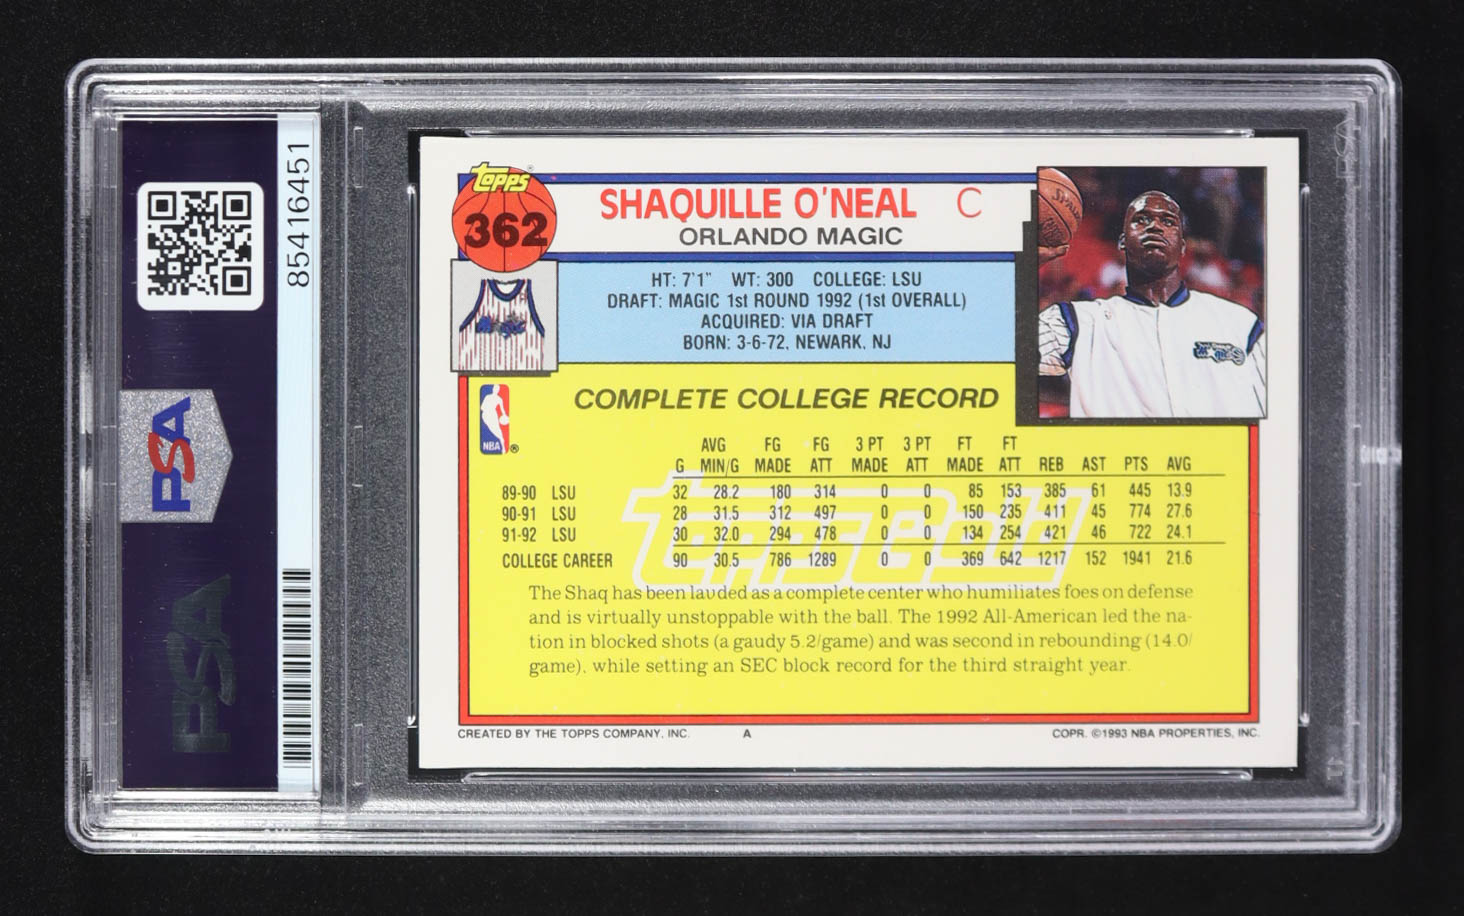 85416451
PSA
PSA
topps
362
SHAQUILLE O'NEAL C
ORLANDO MAGIC
HT: 7'1" WT: 300 COLLEGE: LSU
DRAFT: MAGIC 1st ROUND 1992 (1st OVERALL)
ACQUIRED: VIA DRAFT
BORN: 3-6-72, NEWARK, NJ
Magic
SPALDING
Magic
NBA ®
COMPLETE COLLEGE RECORD
AVG FG FG 3 PT 3 PT FT FT
G MIN/G MADE ATT MADE ATT MADE ATT REB AST PTS AVG
89-90 LSU 32 28.2 180 314 0 0 85 153 385 61 445 13.9
90-91 LSU 28 31.5 312 497 0 0 150 235 411 45 774 27.6
91-92 LSU 30 32.0 294 478 0 0 134 254 421 46 722 24.1
COLLEGE CAREER 90 30.5 786 1289 0 0 369 642 1217 152 1941 21.6
ToppsGold
The Shaq has been lauded as a complete center who humiliates foes on defense
and is virtually unstoppable with the ball. The 1992 All-American led the na-
tion in blocked shots (a gaudy 5.2/game) and was second in rebounding (14.0/
game), while setting an SEC block record for the third straight year.
CREATED BY THE TOPPS COMPANY, INC. A COPR. ©1993 NBA PROPERTIES, INC.